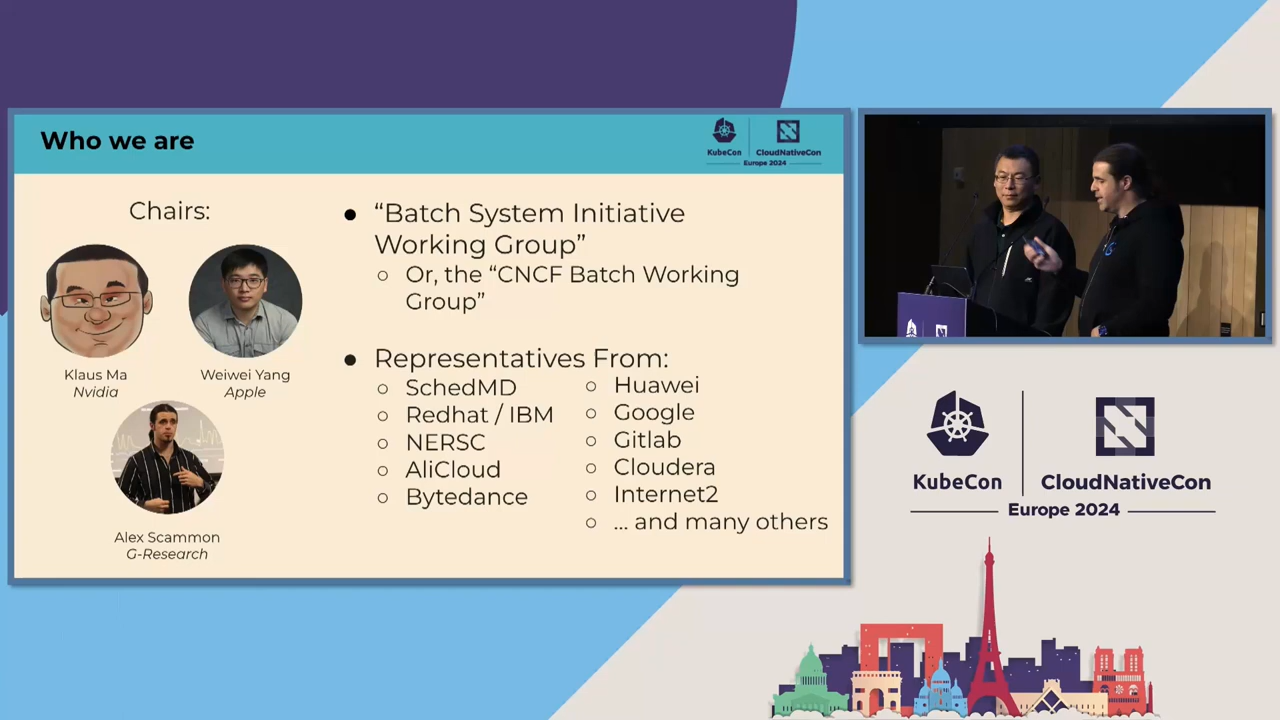 Who we are
KubeCon
CloudNativeCon
Europe 2024
Chairs:
Klaus Ma
Nvidia
Weiwei Yang
Apple
Alex Scammon
G-Research
● “Batch System Initiative
Working Group”
○ Or, the “CNCF Batch Working
Group”
● Representatives From:
○ SchedMD
○ Redhat / IBM
○ NERSC
○ AliCloud
○ Bytedance
○ Huawei
○ Google
○ Gitlab
○ Cloudera
○ Internet2
○ ... and many others
KubeCon
CloudNativeCon
Europe 2024